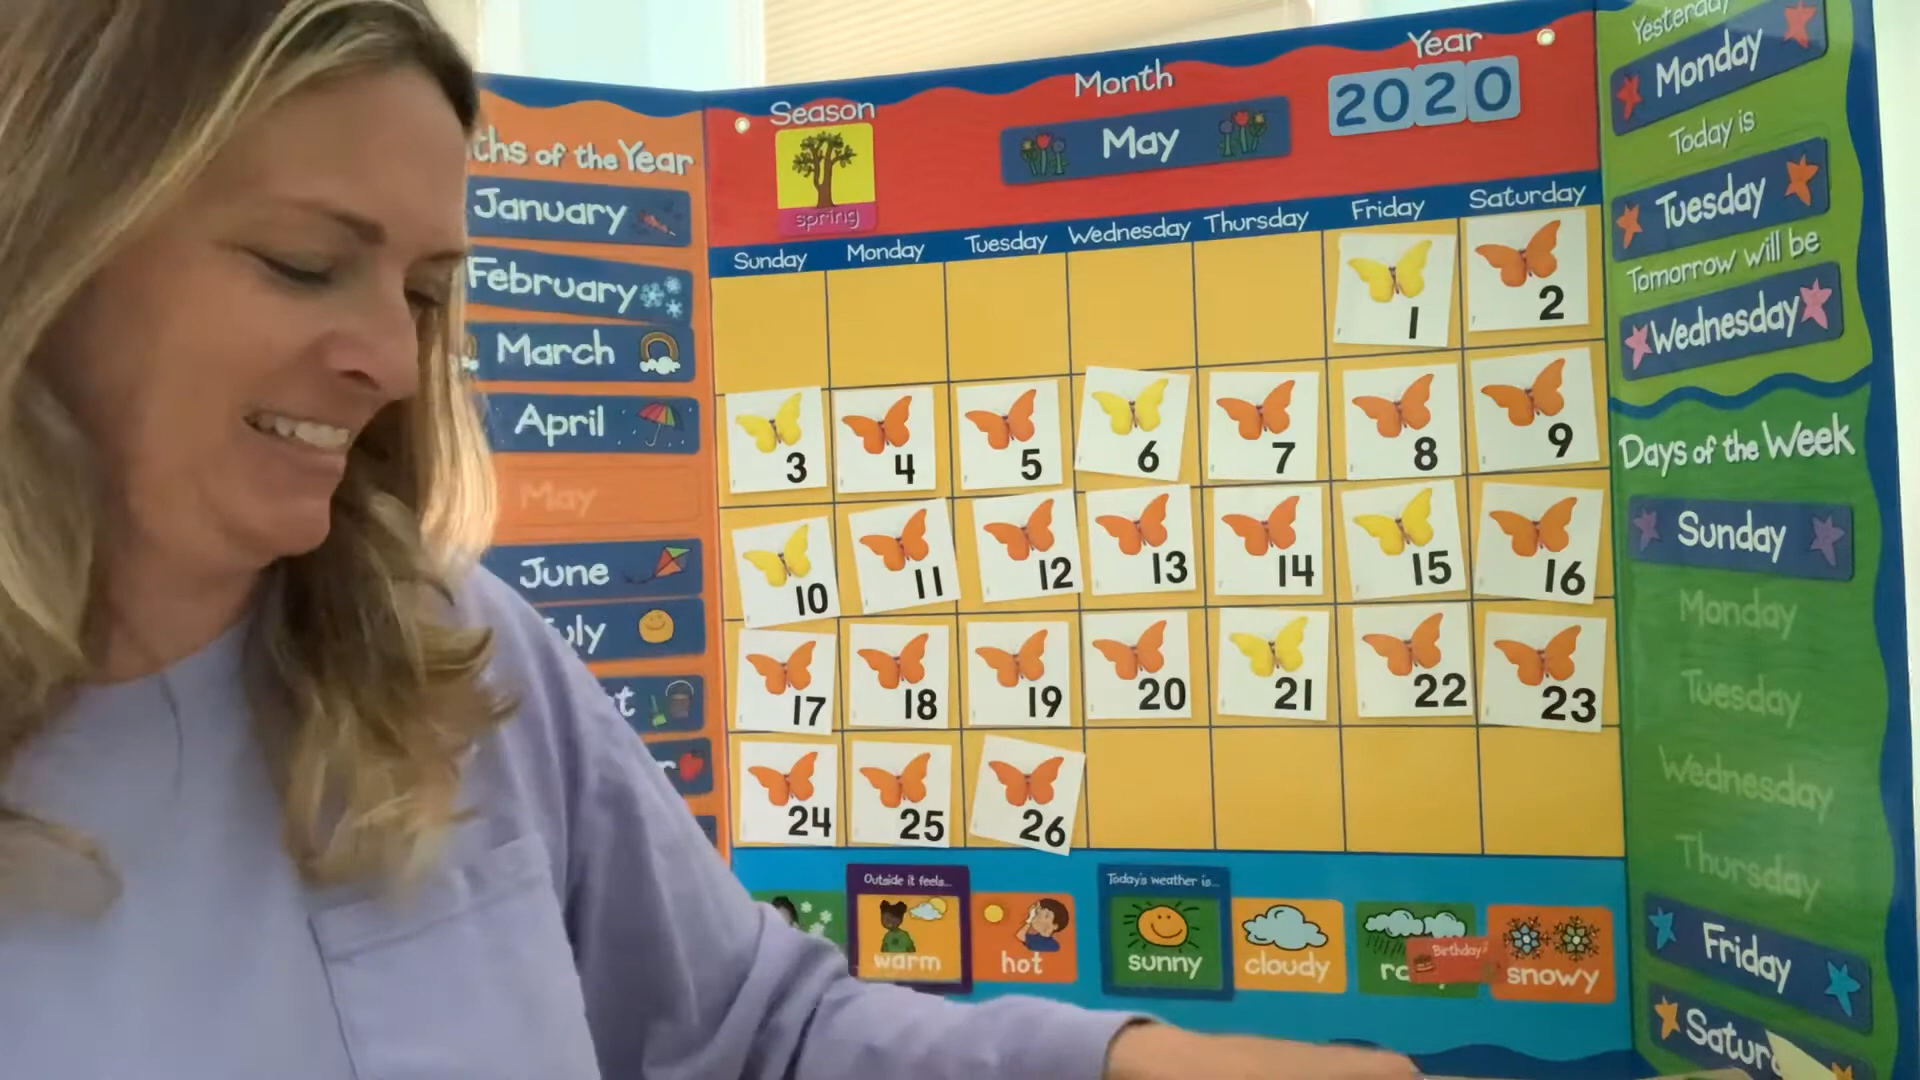 ths of the Year
January
February
March
April
May
June
uly
t
r
Season
spring
Month
May
Year
2020
Sunday Monday Tuesday Wednesday Thursday Friday Saturday
1 2
3 4 5 6 7 8 9
10 11 12 13 14 15 16
17 18 19 20 21 22 23
24 25 26
Outside it feels...
warm
hot
Today's weather is...
sunny
cloudy
Birthday
snowy
Yesterday
Monday
Today is
Tuesday
Tomorrow will be
Wednesday
Days of the Week
Sunday
Monday
Tuesday
Wednesday
Thursday
Friday
Satur